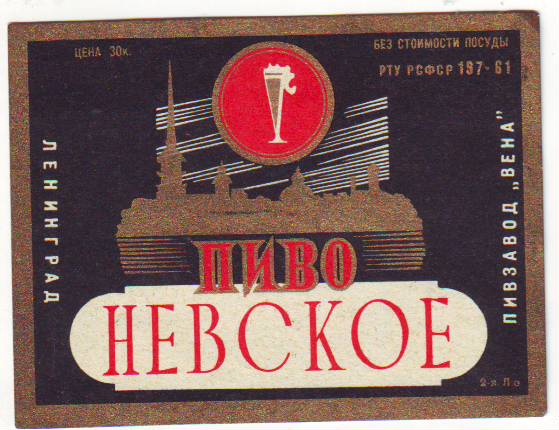 ЦЕНА 30к.
БЕЗ СТОИМОСТИ ПОСУДЫ
РТУ РСФСР 197-61
ЛЕНИНГРАД
ПИВЗАВОД „ВЕНА"
ПИВО
НЕВСКОЕ